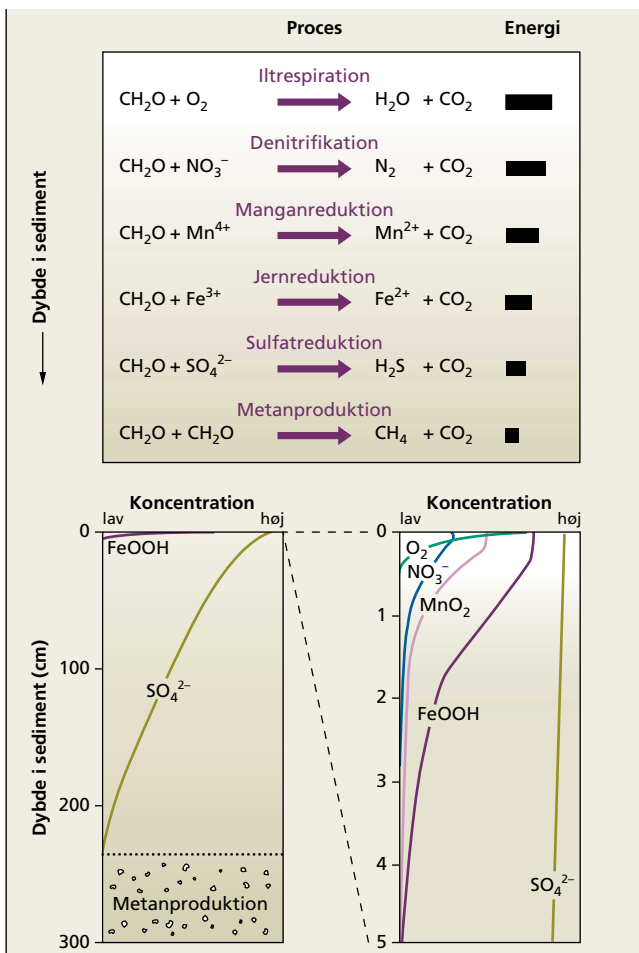 Proces Energi
Iltrespiration
CH₂O + O₂ H₂O + CO₂
Denitrifikation
CH₂O + NO₃⁻ N₂ + CO₂
Manganreduktion
CH₂O + Mn⁴⁺ Mn²⁺ + CO₂
Jernreduktion
CH₂O + Fe³⁺ Fe²⁺ + CO₂
Sulfatreduktion
CH₂O + SO₄²⁻ H₂S + CO₂
Metanproduktion
CH₂O + CH₂O CH₄ + CO₂
Dybde i sediment
Koncentration
lav høj
0
FeOOH
100
SO₄²⁻
200
Metanproduktion
300
Dybde i sediment (cm)
Koncentration
lav høj
0
O₂
NO₃⁻
1
MnO₂
2
FeOOH
3
4
SO₄²⁻
5